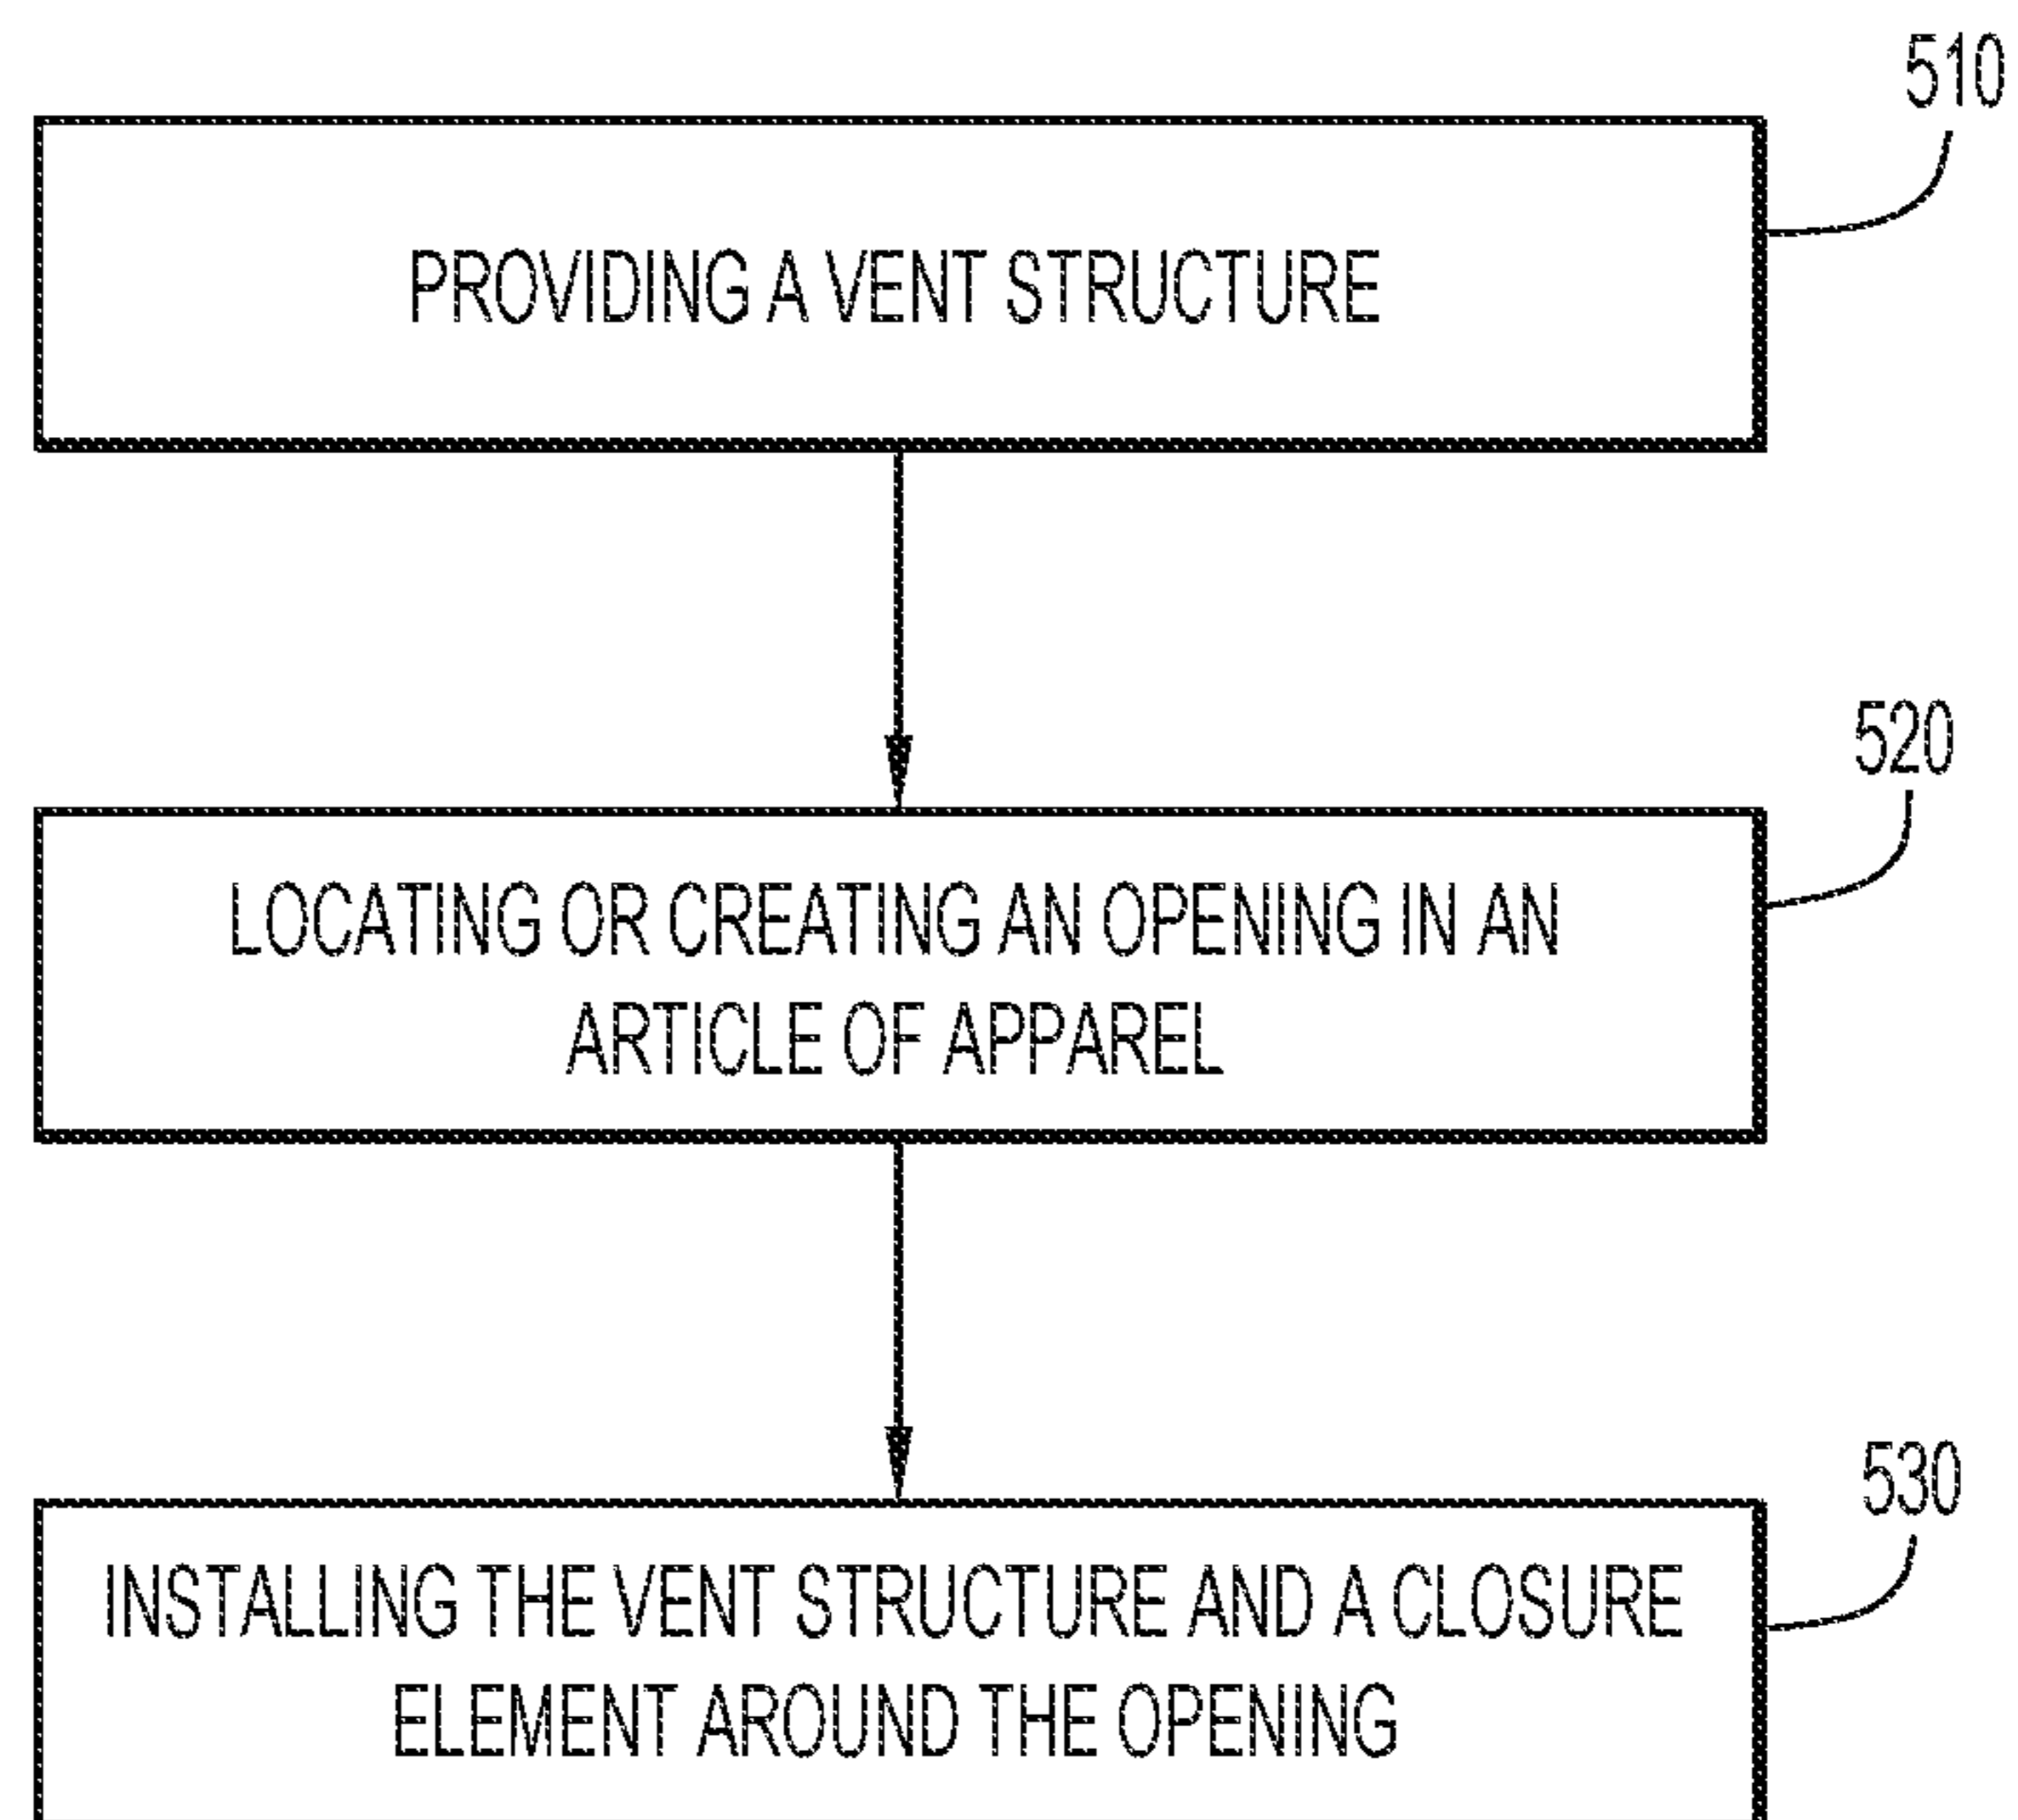 510
PROVIDING A VENT STRUCTURE
520
LOCATING OR CREATING AN OPENING IN AN
ARTICLE OF APPAREL
530
INSTALLING THE VENT STRUCTURE AND A CLOSURE
ELEMENT AROUND THE OPENING